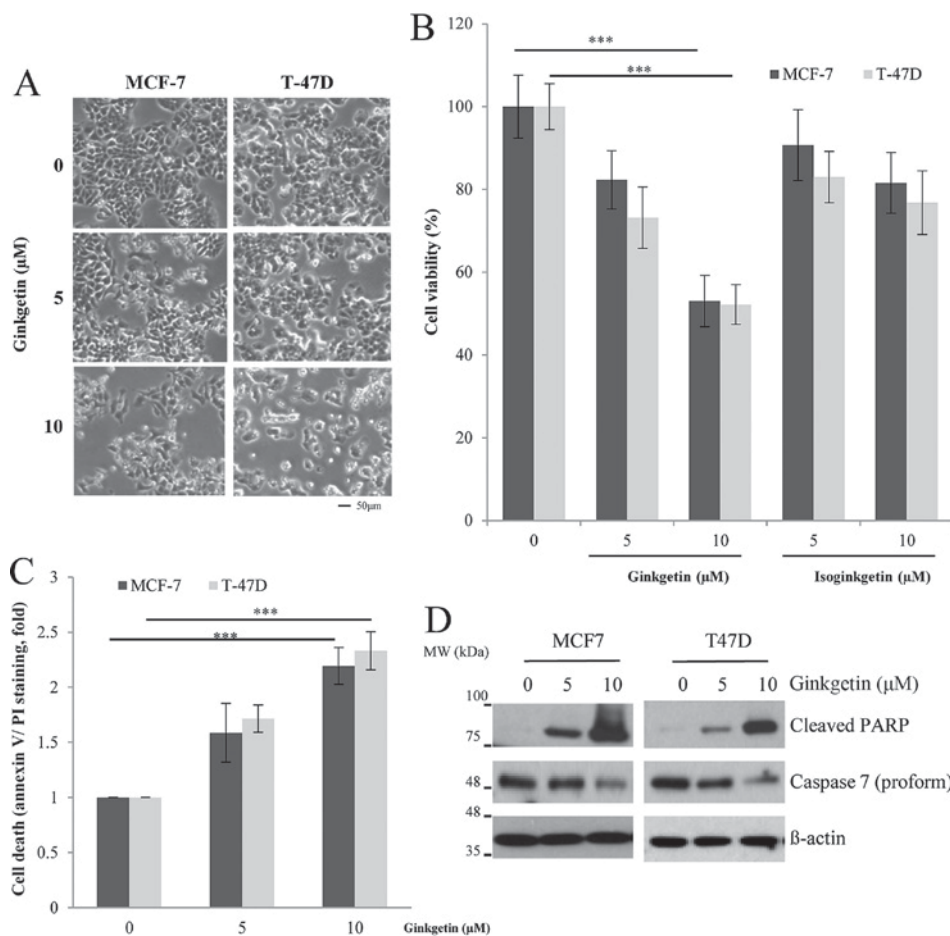 A
MCF-7 T-47D
0
5
10
Ginkgetin (µM)
50µm
B
*** 
***
MCF-7 T-47D
Cell viability (%)
120
100
80
60
40
20
0
0 5 10 5 10
Ginkgetin (µM) Isoginkgetin (µM)
C
MCF-7 T-47D
***
***
Cell death (annexin V/ PI staining, fold)
3
2.5
2
1.5
1
0.5
0
0 5 10 Ginkgetin (µM)
D
MCF7 T47D
MW (kDa)
0 5 10 0 5 10 Ginkgetin (µM)
100
75
Cleaved PARP
48
Caspase 7 (proform)
48
35
ß-actin